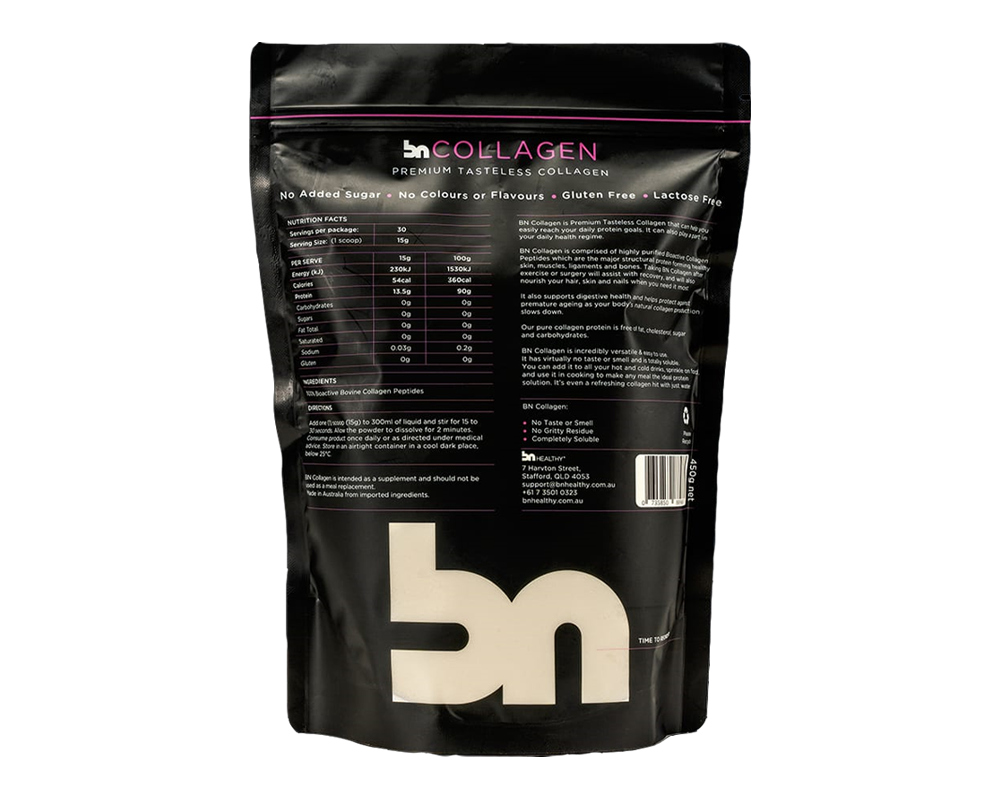 bn COLLAGEN
PREMIUM TASTELESS COLLAGEN
No Added Sugar • No Colours or Flavours • Gluten Free • Lactose Free
NUTRITION FACTS
Servings per package: 30
Serving Size: (1 scoop) 15g
PER SERVE 15g 100g
Energy (kJ) 230kJ 1530kJ
Calories 54cal 360cal
Protein 13.5g 90g
Carbohydrates 0g 0g
Sugars 0g 0g
Fat Total 0g 0g
Saturated 0g 0g
Sodium 0.03g 0.2g
Gluten 0g 0g
INGREDIENTS
100% Bioactive Bovine Collagen Peptides
DIRECTIONS
Add one (1) scoop (15g) to 300ml of liquid and stir for 15 to
30 seconds. Allow the powder to dissolve for 2 minutes.
Consume product once daily or as directed under medical
advice. Store in an airtight container in a cool dark place,
below 25°C.
BN Collagen is intended as a supplement and should not be
used as a meal replacement.
Made in Australia from imported ingredients.
BN Collagen is Premium Tasteless Collagen that can help you
easily reach your daily protein goals. It can also play a part in
your daily health regime.
BN Collagen is comprised of highly purified Bioactive Collagen
Peptides which are the major structural protein forming healthy
skin, muscles, ligaments and bones. Taking BN Collagen after
exercise or surgery will assist with recovery, and will also
nourish your hair, skin and nails when you need it most.
It also supports digestive health and helps protect against
premature ageing as your body's natural collagen production
slows down.
Our pure collagen protein is free of fat, cholesterol, sugar
and carbohydrates.
BN Collagen is incredibly versatile & easy to use.
It has virtually no taste or smell and is totally soluble.
You can add it to all your hot and cold drinks, sprinkle on food,
and use it in cooking to make any meal the ideal protein
solution. It's even a refreshing collagen hit with just water
BN Collagen:
• No Taste or Smell
• No Gritty Residue
• Completely Soluble
Please
bn HEALTHY
7 Harvton Street,
Stafford, QLD 4053
support@bnhealthy.com.au
+61 7 3501 0323
bnhealthy.com.au
450g net
0 735850
bn
TIME TO